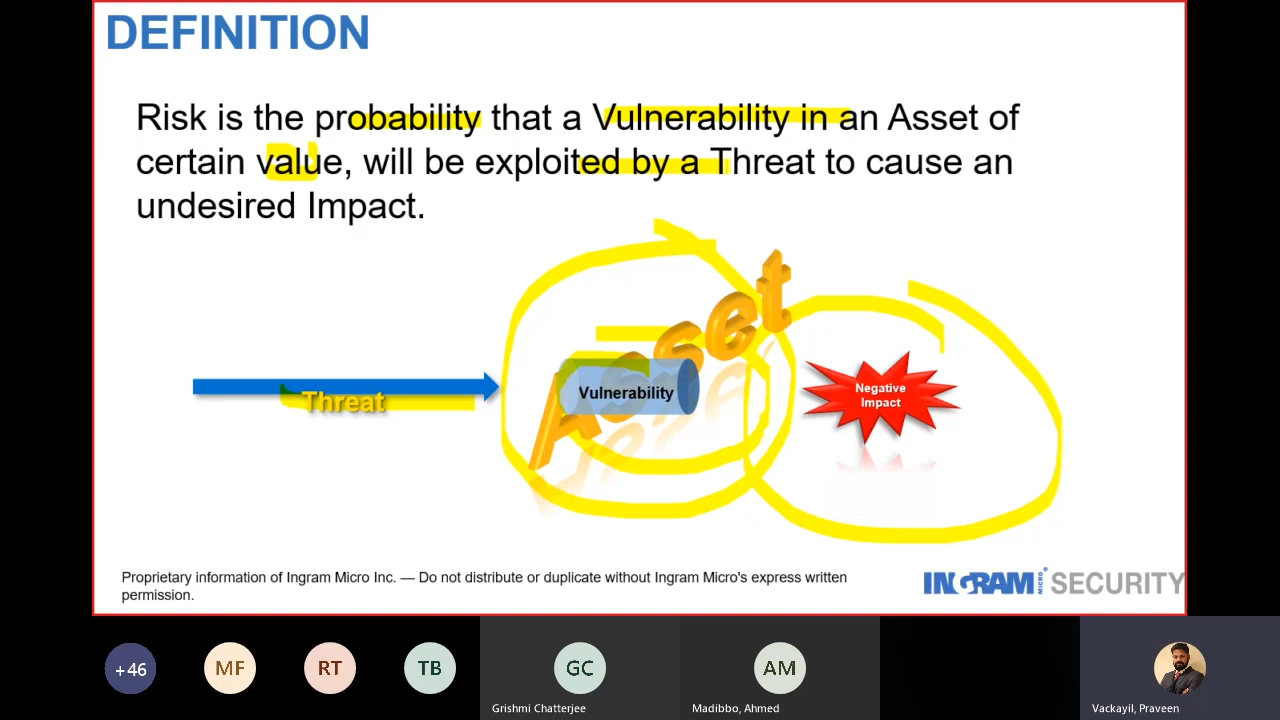 DEFINITION
Risk is the probability that a Vulnerability in an Asset of
certain value, will be exploited by a Threat to cause an
undesired Impact.
Asset
Threat
Vulnerability
Negative
Impact
Proprietary information of Ingram Micro Inc. — Do not distribute or duplicate without Ingram Micro's express written
permission.
INGRAM MICRO SECURITY
+46
MF
RT
TB
GC
AM
Grishmi Chatterjee
Madibbo, Ahmed
Vackayil, Praveen